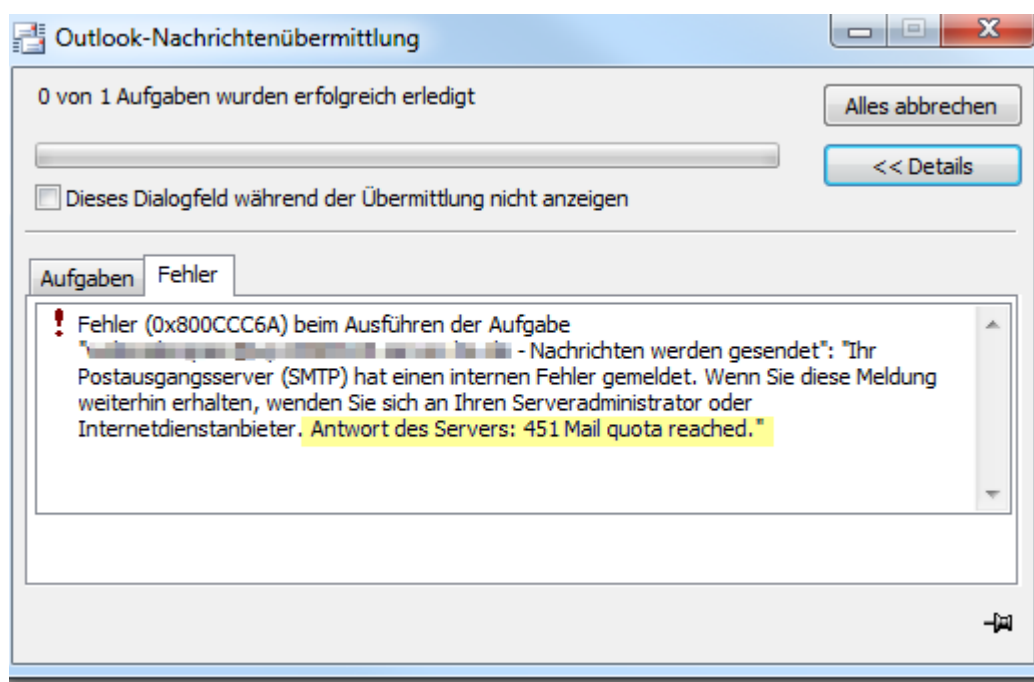 Outlook-Nachrichtenübermittlung
0 von 1 Aufgaben wurden erfolgreich erledigt
Alles abbrechen
<< Details
Dieses Dialogfeld während der Übermittlung nicht anzeigen
Aufgaben
Fehler
Fehler (0x800CCC6A) beim Ausführen der Aufgabe
" - Nachrichten werden gesendet": "Ihr
Postausgangsserver (SMTP) hat einen internen Fehler gemeldet. Wenn Sie diese Meldung
weiterhin erhalten, wenden Sie sich an Ihren Serveradministrator oder
Internetdienstanbieter. Antwort des Servers: 451 Mail quota reached."